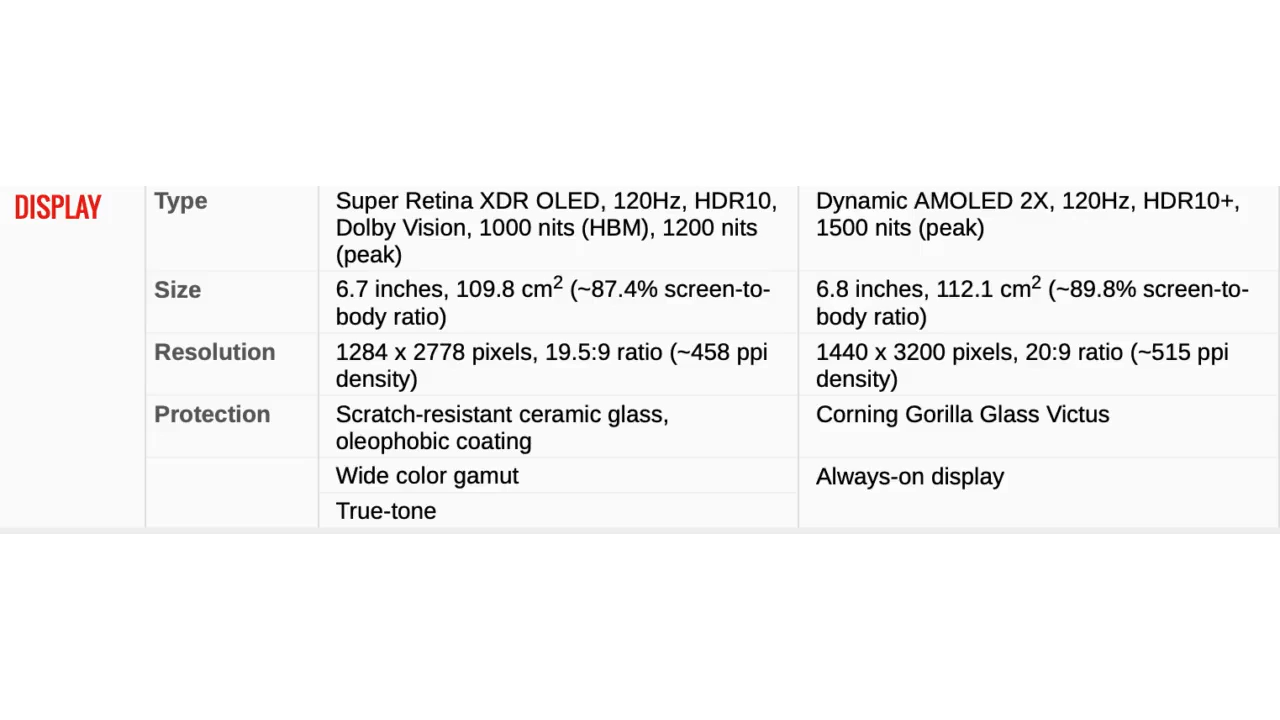 DISPLAY
Type
Super Retina XDR OLED, 120Hz, HDR10,
Dolby Vision, 1000 nits (HBM), 1200 nits
(peak)
Dynamic AMOLED 2X, 120Hz, HDR10+,
1500 nits (peak)
Size
6.7 inches, 109.8 cm² (~87.4% screen-to-
body ratio)
6.8 inches, 112.1 cm² (~89.8% screen-to-
body ratio)
Resolution
1284 x 2778 pixels, 19.5:9 ratio (~458 ppi
density)
1440 x 3200 pixels, 20:9 ratio (~515 ppi
density)
Protection
Scratch-resistant ceramic glass,
oleophobic coating
Corning Gorilla Glass Victus
Wide color gamut
Always-on display
True-tone